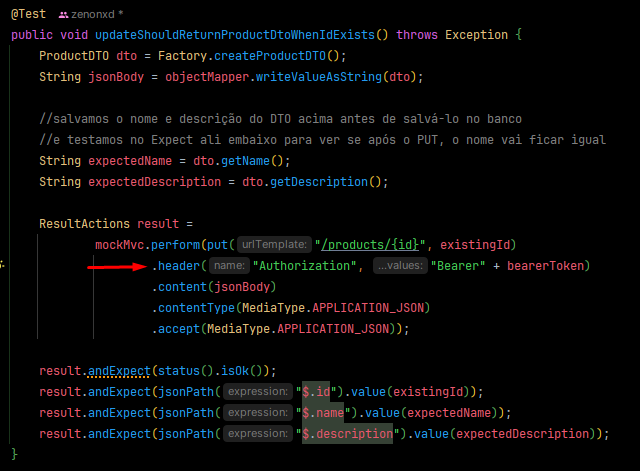 @Test zenonxd *
public void updateShouldReturnProductDtoWhenIdExists() throws Exception {
ProductDTO dto = Factory.createProductDTO();
String jsonBody = objectMapper.writeValueAsString(dto);
//salvamos o nome e descrição do DTO acima antes de salvá-lo no banco
//e testamos no Expect ali embaixo para ver se após o PUT, o nome vai ficar igual
String expectedName = dto.getName();
String expectedDescription = dto.getDescription();
ResultActions result =
mockMvc.perform(put( urlTemplate: "/products/{id}", existingId)
.header( name: "Authorization", ...values: "Bearer" + bearerToken)
.content(jsonBody)
.contentType(MediaType.APPLICATION_JSON)
.accept(MediaType.APPLICATION_JSON));
result.andExpect(status().isOk());
result.andExpect(jsonPath( expression: "$.id").value(existingId));
result.andExpect(jsonPath( expression: "$.name").value(expectedName));
result.andExpect(jsonPath( expression: "$.description").value(expectedDescription));
}